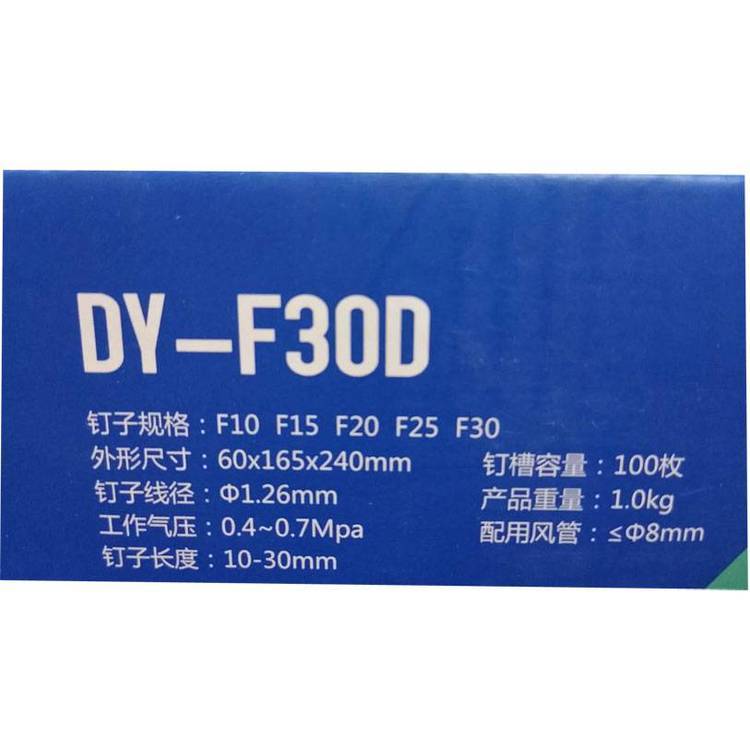 DY-F30D
钉子规格：F10 F15 F20 F25 F30
外形尺寸：60x165x240mm 钉槽容量：100枚
钉子线径：Φ1.26mm 产品重量：1.0kg
工作气压：0.4~0.7Mpa 配用风管：≤Φ8mm
钉子长度：10-30mm